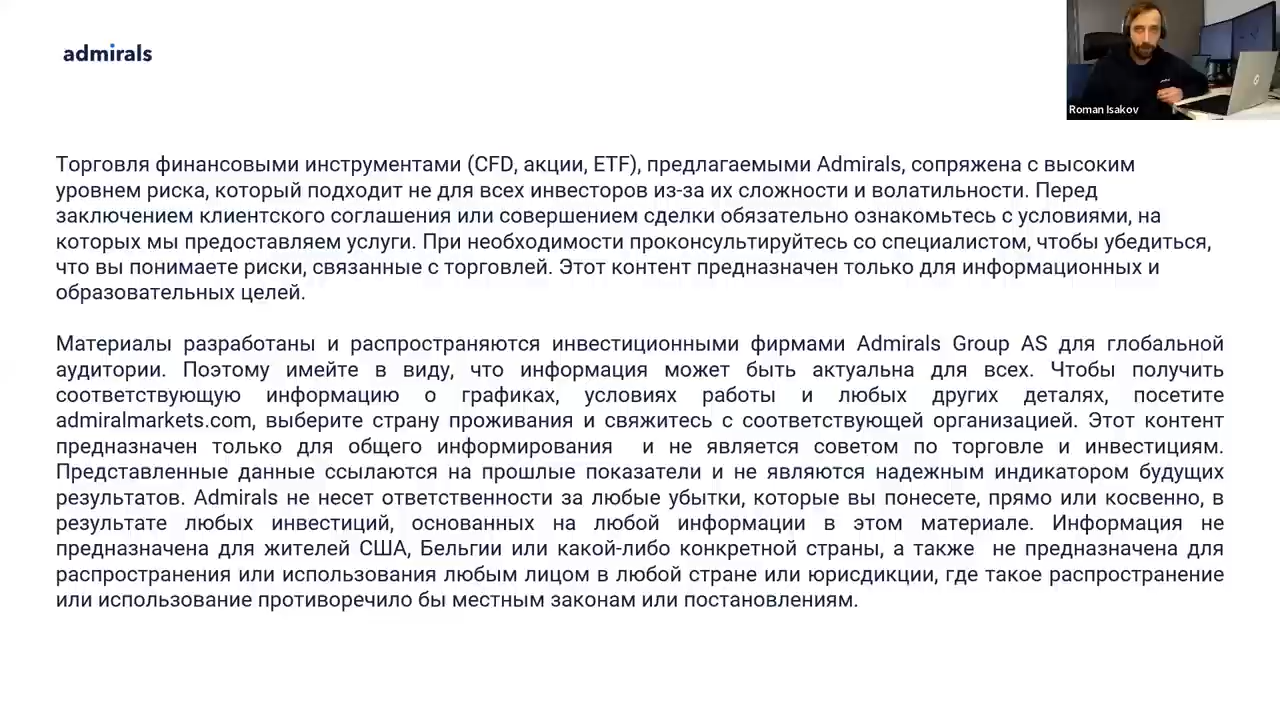 admirals
Roman Isakov
Торговля финансовыми инструментами (CFD, акции, ETF), предлагаемыми Admirals, сопряжена с высоким
уровнем риска, который подходит не для всех инвесторов из-за их сложности и волатильности. Перед
заключением клиентского соглашения или совершением сделки обязательно ознакомьтесь с условиями, на
которых мы предоставляем услуги. При необходимости проконсультируйтесь со специалистом, чтобы убедиться,
что вы понимаете риски, связанные с торговлей. Этот контент предназначен только для информационных и
образовательных целей.
Материалы разработаны и распространяются инвестиционными фирмами Admirals Group AS для глобальной
аудитории. Поэтому имейте в виду, что информация может быть актуальна для всех. Чтобы получить
соответствующую информацию о графиках, условиях работы и любых других деталях, посетите
admiralmarkets.com, выберите страну проживания и свяжитесь с соответствующей организацией. Этот контент
предназначен только для общего информирования и не является советом по торговле и инвестициям.
Представленные данные ссылаются на прошлые показатели и не являются надежным индикатором будущих
результатов. Admirals не несет ответственности за любые убытки, которые вы понесете, прямо или косвенно, в
результате любых инвестиций, основанных на любой информации в этом материале. Информация не
предназначена для жителей США, Бельгии или какой-либо конкретной страны, а также не предназначена для
распространения или использования любым лицом в любой стране или юрисдикции, где такое распространение
или использование противоречило бы местным законам или постановлениям.